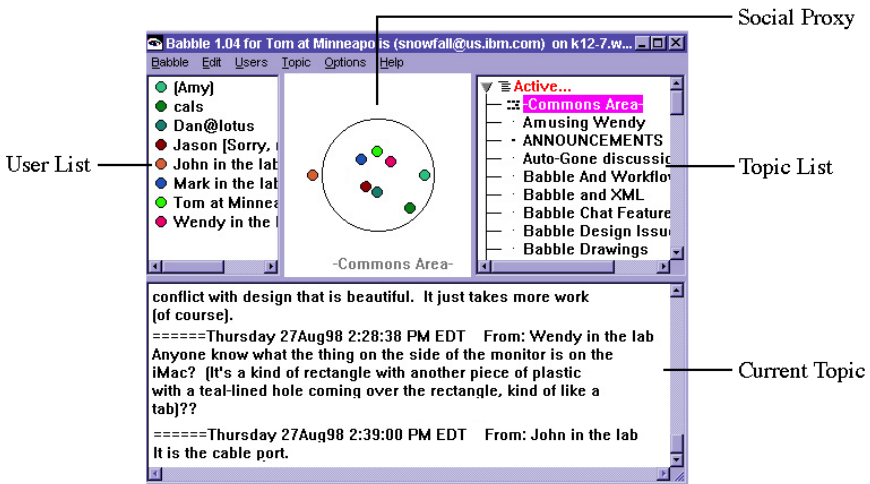 Social Proxy
Babble 1.04 for Tom at Minneapolis (snowfall@us.ibm.com) on k12-7.w...
Babble Edit Users Topic Options Help
(Amy)
cals
Dan@lotus
Jason [Sorry,
John in the lab
Mark in the lab
Tom at Minnea
Wendy in the l
User List
-Commons Area-
Active...
-Commons Area-
Amusing Wendy
ANNOUNCEMENTS
Auto-Gone discussic
Babble And Workflov
Babble and XML
Babble Chat Feature
Babble Design Issu
Babble Drawings
Topic List
conflict with design that is beautiful. It just takes more work
(of course).
======Thursday 27Aug98 2:28:38 PM EDT From: Wendy in the lab
Anyone know what the thing on the side of the monitor is on the
iMac? (It's a kind of rectangle with another piece of plastic
with a teal-lined hole coming over the rectangle, kind of like a
tab)??
======Thursday 27Aug98 2:39:00 PM EDT From: John in the lab
It is the cable port.
Current Topic